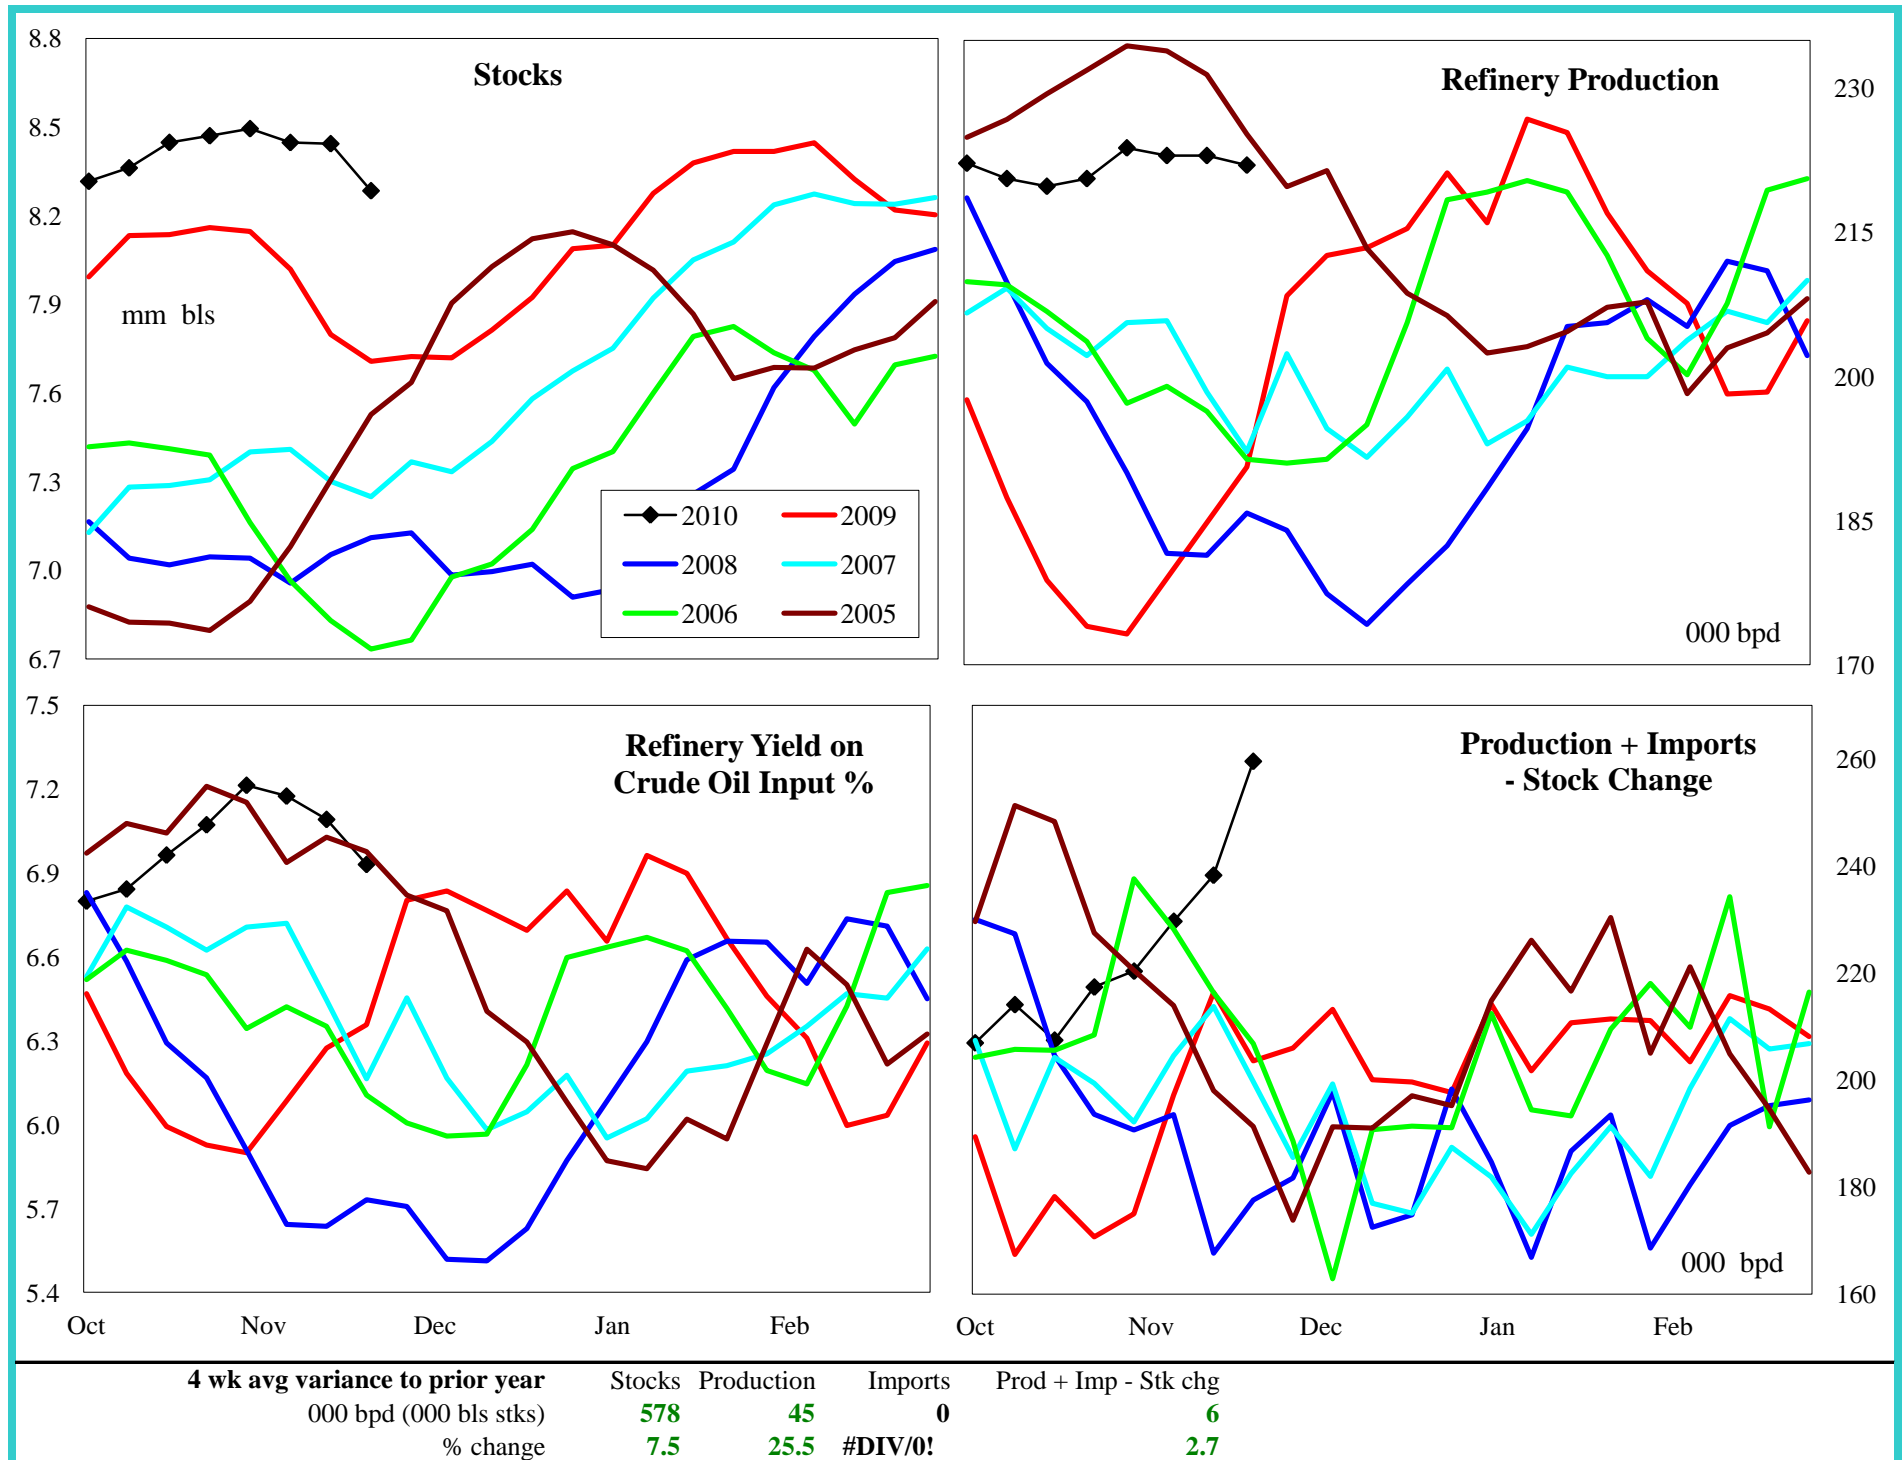 Stocks
8.8
8.5
8.2
7.9
7.6
7.3
7.0
6.7
mm bls
2010 2009
2008 2007
2006 2005
Refinery Production
230
215
200
185
170
000 bpd
Refinery Yield on
Crude Oil Input %
7.5
7.2
6.9
6.6
6.3
6.0
5.7
5.4
Oct Nov Dec Jan Feb
Production + Imports
- Stock Change
260
240
220
200
180
160
000 bpd
Oct Nov Dec Jan Feb
4 wk avg variance to prior year Stocks Production Imports Prod + Imp - Stk chg
000 bpd (000 bls stks) 578 45 0 6
% change 7.5 25.5 #DIV/0! 2.7